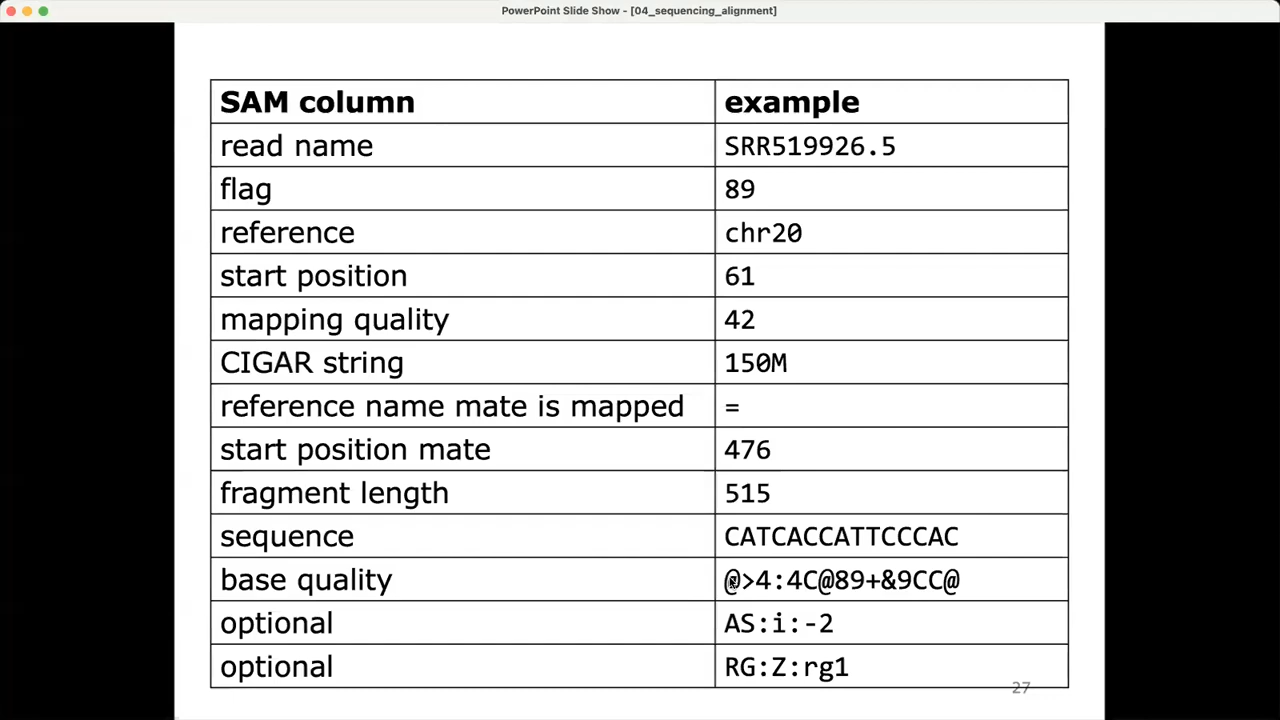 PowerPoint Slide Show - [04_sequencing_alignment]
SAM column example
read name SRR519926.5
flag 89
reference chr20
start position 61
mapping quality 42
CIGAR string 150M
reference name mate is mapped =
start position mate 476
fragment length 515
sequence CATCACCATTCCCAC
base quality @>4:4C@89+&9CC@
optional AS:i:-2
optional RG:Z:rg1
27